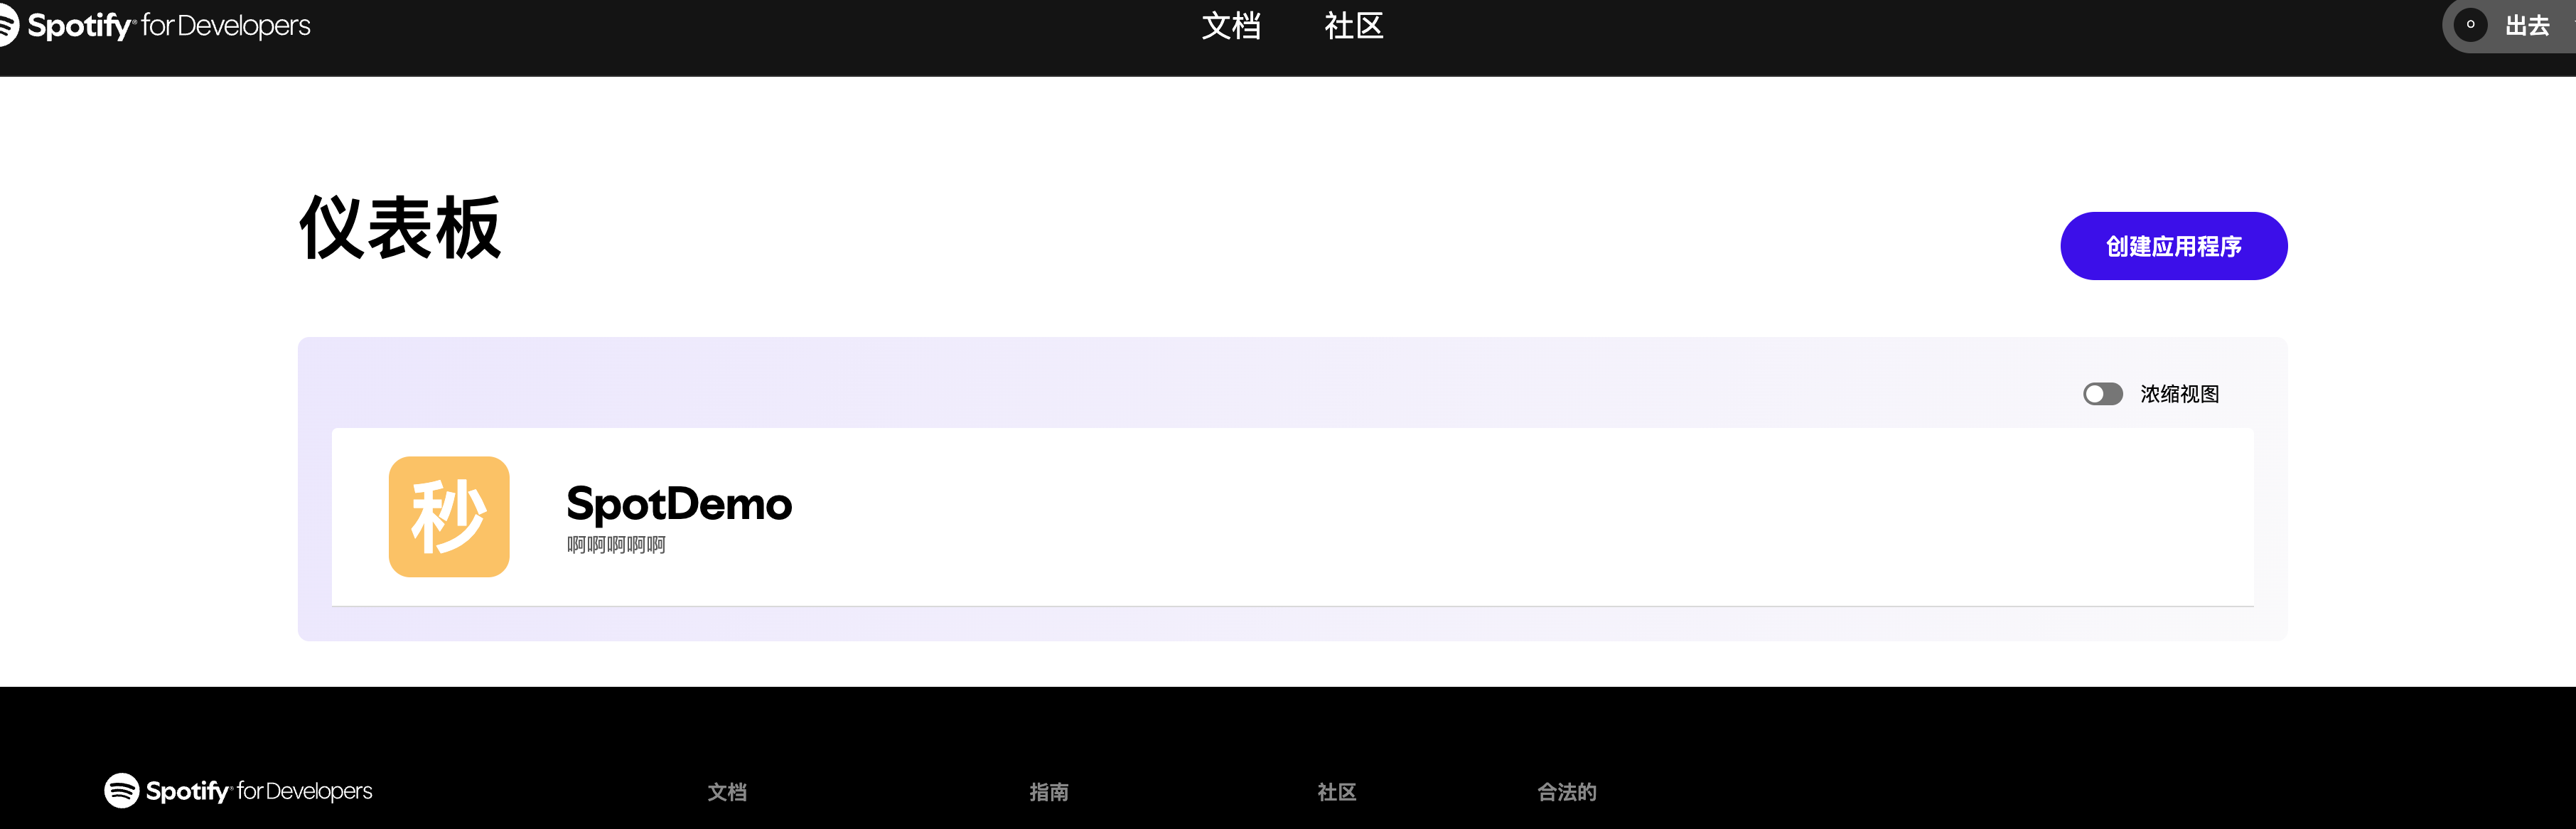 Spotify® for Developers
文档
社区
出去
仪表板
创建应用程序
浓缩视图
秒
SpotDemo
啊啊啊啊啊
Spotify® for Developers
文档
指南
社区
合法的